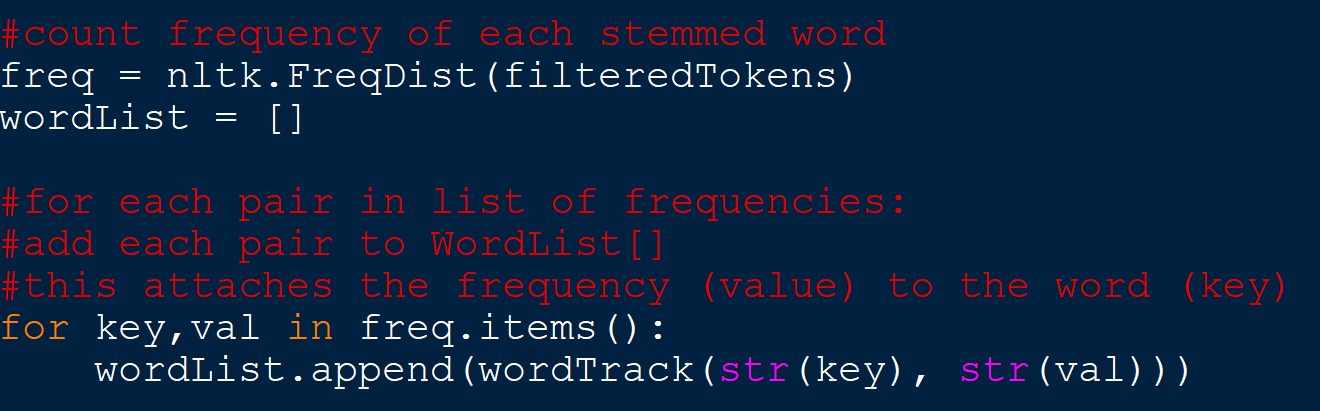 #count frequency of each stemmed word
freq = nltk.FreqDist(filteredTokens)
wordList = []
#for each pair in list of frequencies:
#add each pair to WordList[]
#this attaches the frequency (value) to the word (key)
for key,val in freq.items():
    wordList.append(wordTrack(str(key), str(val)))